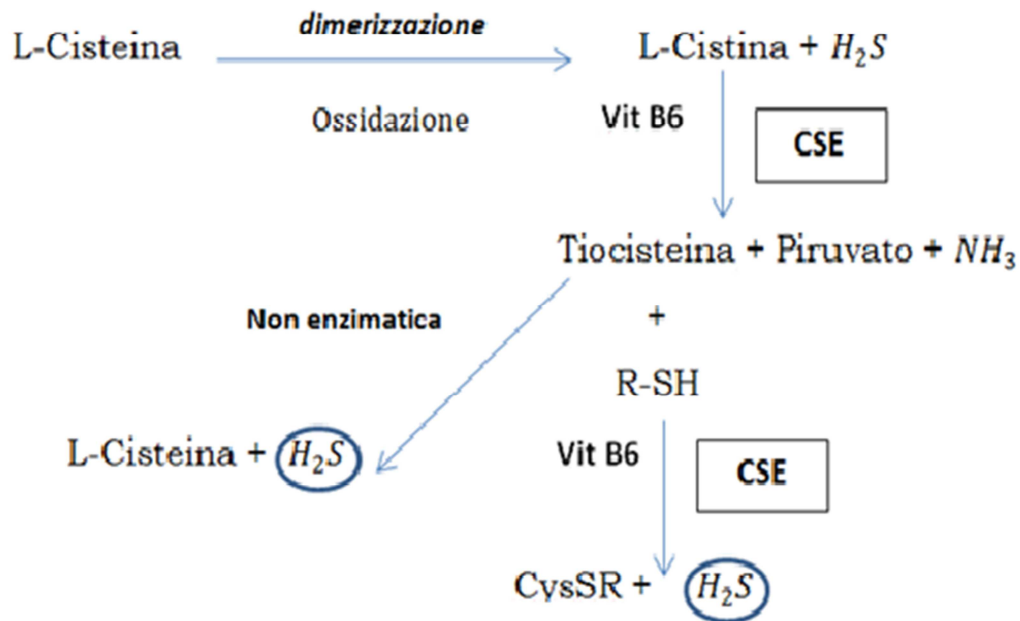 dimerizzazione
L-Cisteina
L-Cistina + H₂S
Ossidazione
Vit B6
CSE
Tiocisteina + Piruvato + NH₃
Non enzimatica
+
R-SH
L-Cisteina + H₂S
Vit B6
CSE
CysSR + H₂S